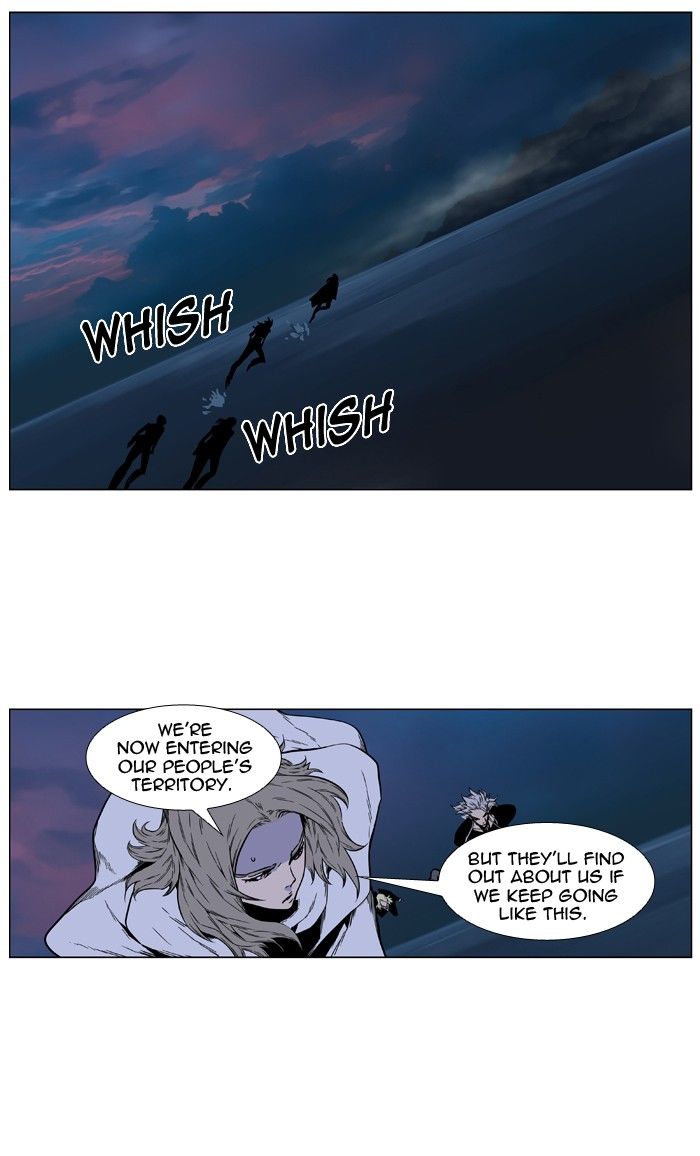 WHISH
WHISH
WE'RE
NOW ENTERING
OUR PEOPLE'S
TERRITORY.
BUT THEY'LL FIND
OUT ABOUT US IF
WE KEEP GOING
LIKE THIS.